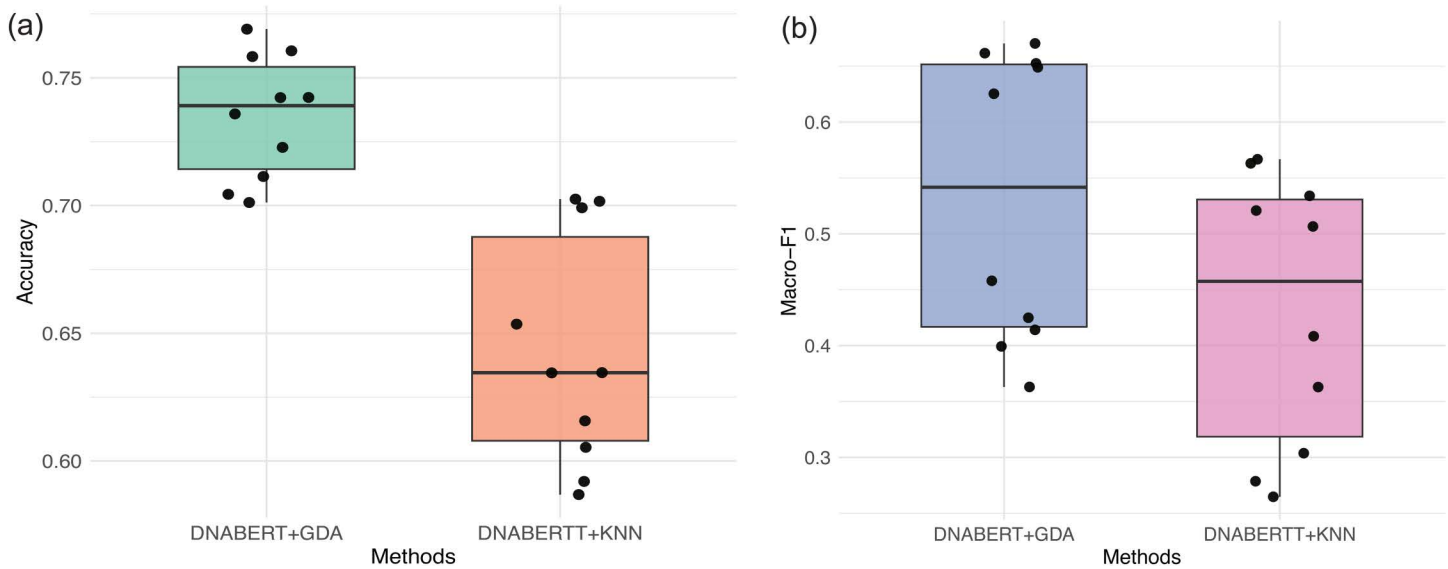 (a)
Accuracy
0.75
0.70
0.65
0.60
DNABERT+GDA DNABERTT+KNN
Methods
(b)
Macro−F1
0.6
0.5
0.4
0.3
DNABERT+GDA DNABERTT+KNN
Methods